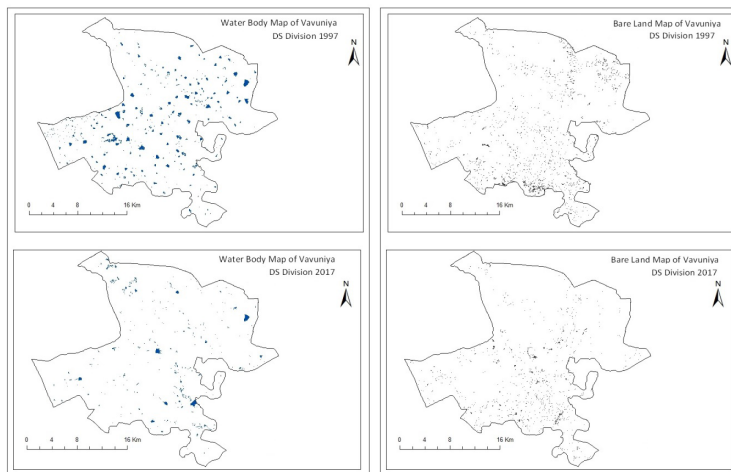 Water Body Map of Vavuniya
DS Division 1997
N
0 4 8 16 Km
Bare Land Map of Vavuniya
DS Division 1997
N
0 4 8 16 Km
Water Body Map of Vavuniya
DS Division 2017
N
0 4 8 16 Km
Bare Land Map of Vavuniya
DS Division 2017
N
0 4 8 16 Km